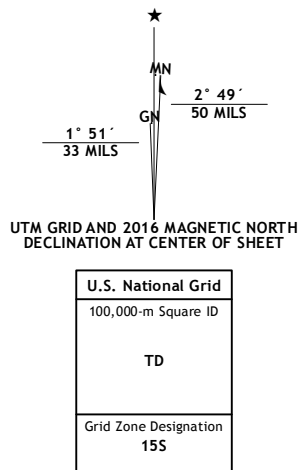 ★
MN
GN
2° 49´
50 MILS
1° 51´
33 MILS
UTM GRID AND 2016 MAGNETIC NORTH
DECLINATION AT CENTER OF SHEET
U.S. National Grid
100,000-m Square ID
TD
Grid Zone Designation
15S